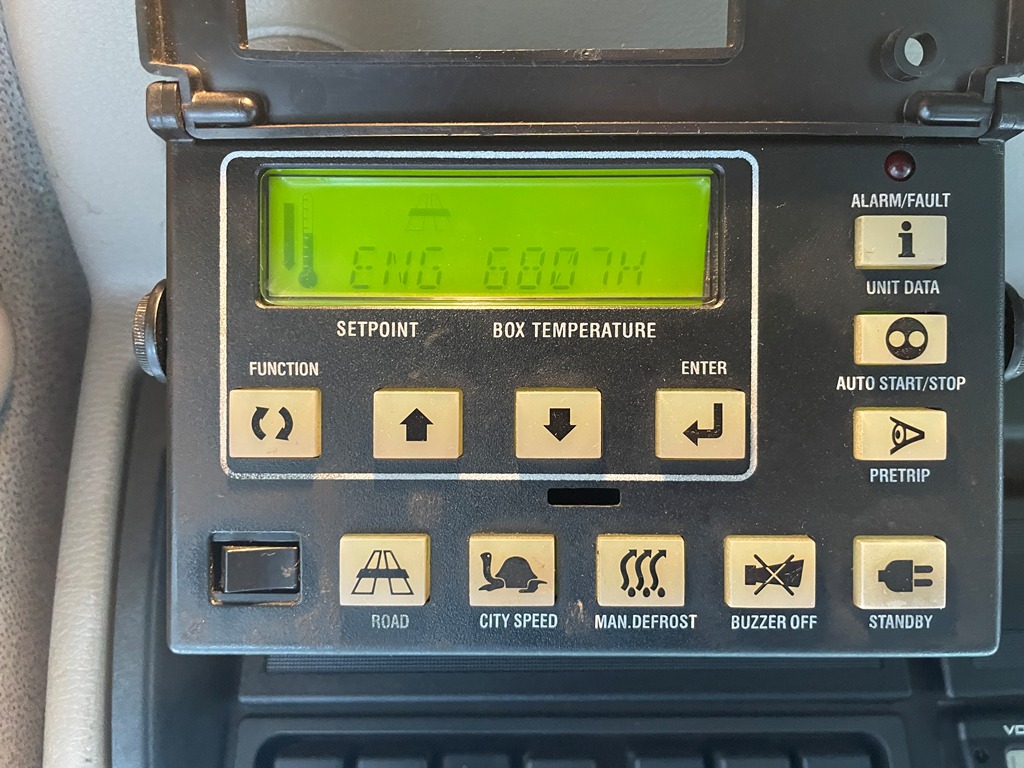 ALARM/FAULT
i
UNIT DATA
ENG 6807H
SETPOINT BOX TEMPERATURE
FUNCTION ENTER
AUTO START/STOP
PRETRIP
ROAD CITY SPEED MAN.DEFROST BUZZER OFF STANDBY